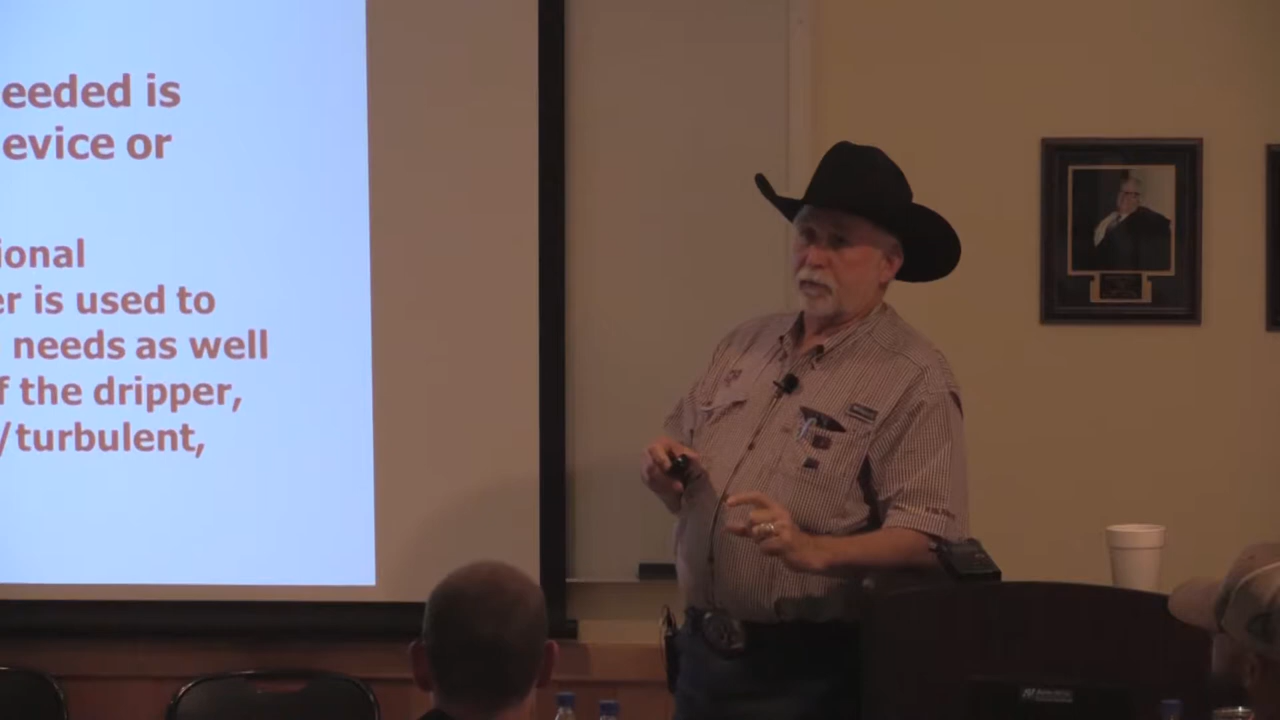 eeded is
evice or
ional
er is used to
needs as well
f the dripper,
/turbulent,